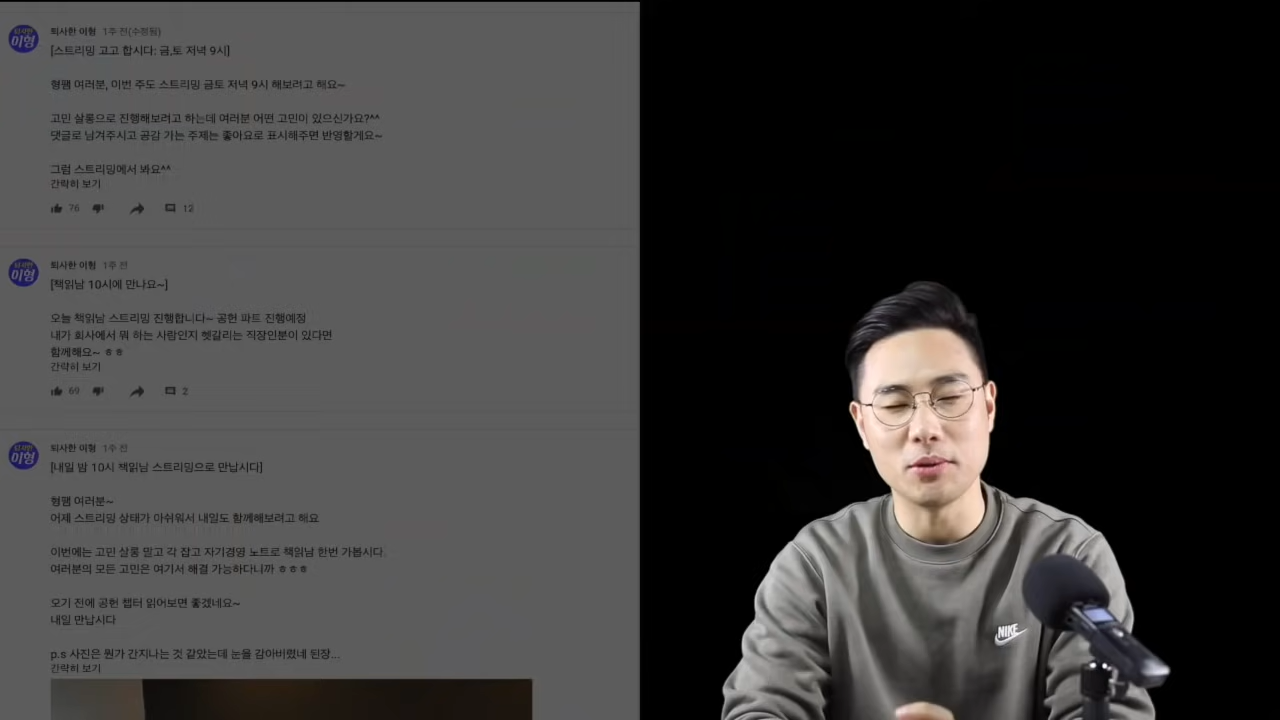 퇴사한 이형
퇴사한 이형 1주 전(수정됨)
[스트리밍 고고 합시다: 금,토 저녁 9시]
형팸 여러분, 이번 주도 스트리밍 금토 저녁 9시 해보려고 해요~
고민 살롱으로 진행해보려고 하는데 여러분 어떤 고민이 있으신가요?^^
댓글로 남겨주시고 공감 가는 주제는 좋아요로 표시해주면 반영할게요~
그럼 스트리밍에서 봐요^^
간략히 보기
76 12
퇴사한 이형
퇴사한 이형 1주 전
[책읽남 10시에 만나요~]
오늘 책읽남 스트리밍 진행합니다~ 공헌 파트 진행예정
내가 회사에서 뭐 하는 사람인지 헷갈리는 직장인분이 있다면
함께해요~ ㅎㅎ
간략히 보기
69 2
퇴사한 이형
퇴사한 이형 1주 전
[내일 밤 10시 책읽남 스트리밍으로 만납시다]
형팸 여러분~
어제 스트리밍 상태가 아쉬워서 내일도 함께해보려고 해요
이번에는 고민 살롱 말고 각 잡고 자기경영 노트로 책읽남 한번 가봅시다.
여러분의 모든 고민은 여기서 해결 가능하다니까 ㅎㅎㅎ
오기 전에 공헌 챕터 읽어보면 좋겠네요~
내일 만납시다
p.s 사진은 뭔가 간지나는 것 같았는데 눈을 감아버렸네 된장...
간략히 보기
NIKE